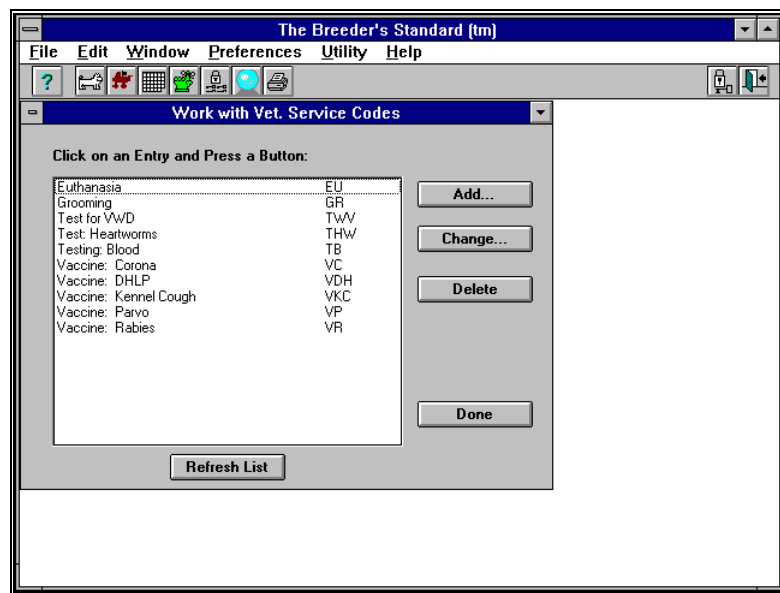 The Breeder's Standard (tm)
File Edit Window Preferences Utility Help
?
Work with Vet. Service Codes
Click on an Entry and Press a Button:
Euthanasia EU
Grooming GR
Test for VWD TWV
Test: Heartworms THW
Testing: Blood TB
Vaccine: Corona VC
Vaccine: DHLP VDH
Vaccine: Kennel Cough VKC
Vaccine: Parvo VP
Vaccine: Rabies VR
Add...
Change...
Delete
Done
Refresh List